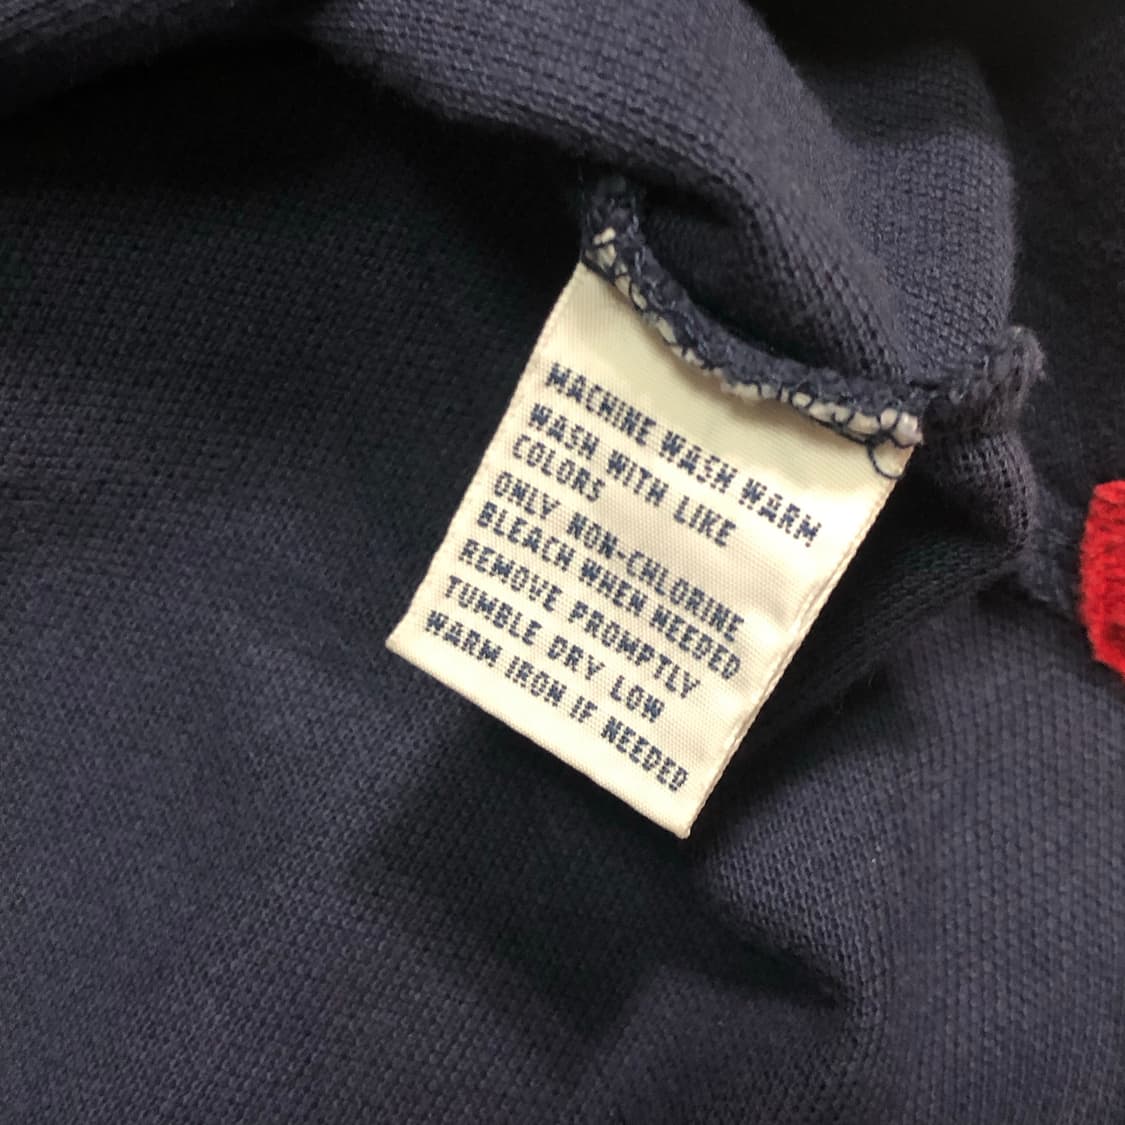 MACHINE WASH WARM
WASH WITH LIKE
COLORS
ONLY NON-CHLORINE
BLEACH WHEN NEEDED
REMOVE PROMPTLY
TUMBLE DRY LOW
WARM IRON IF NEEDED